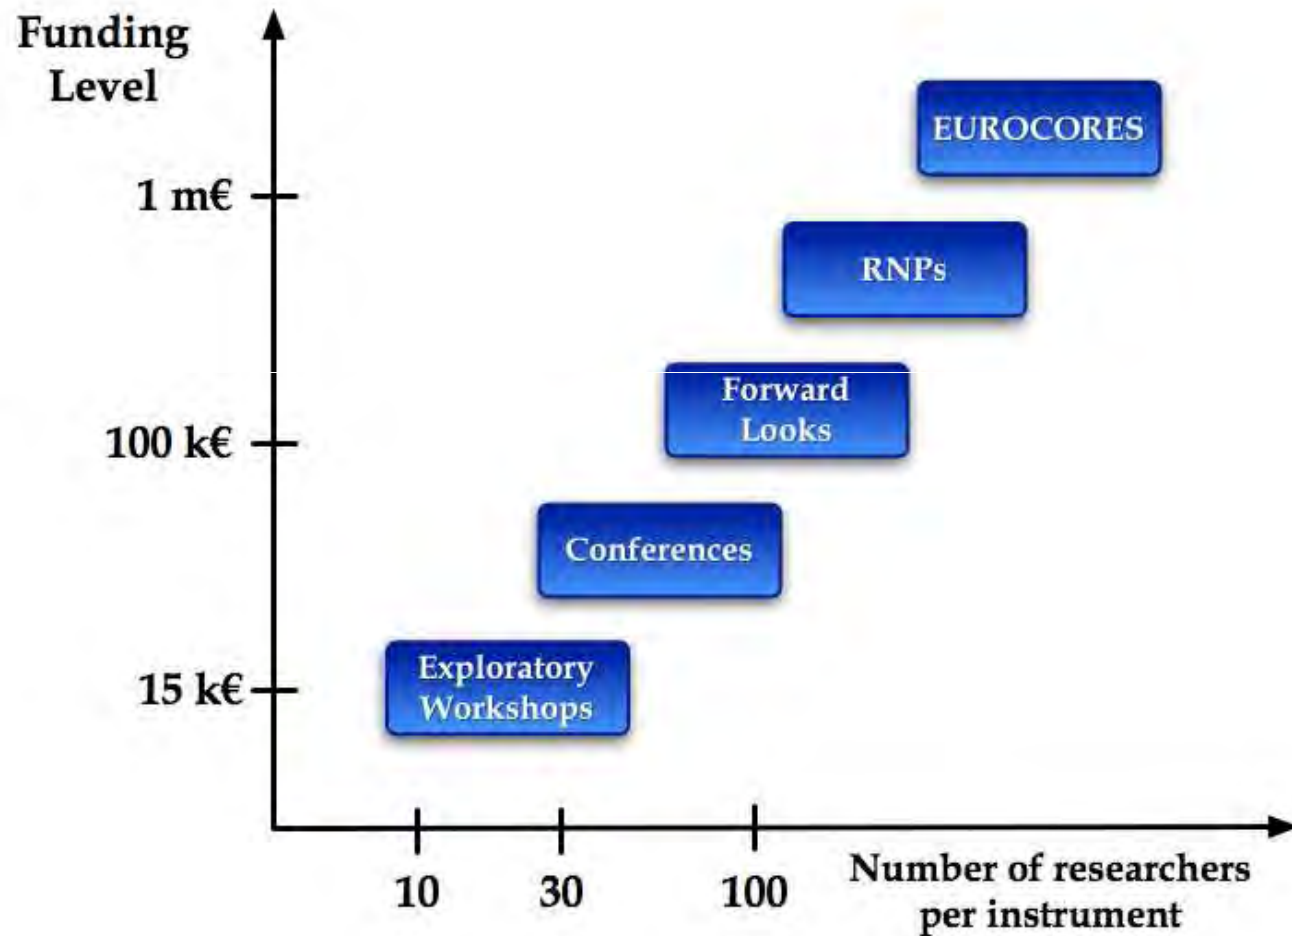 Funding
Level
EUROCORES
1 m€
RNPs
Forward
Looks
100 k€
Conferences
Exploratory
Workshops
15 k€
10
30
100
Number of researchers
per instrument